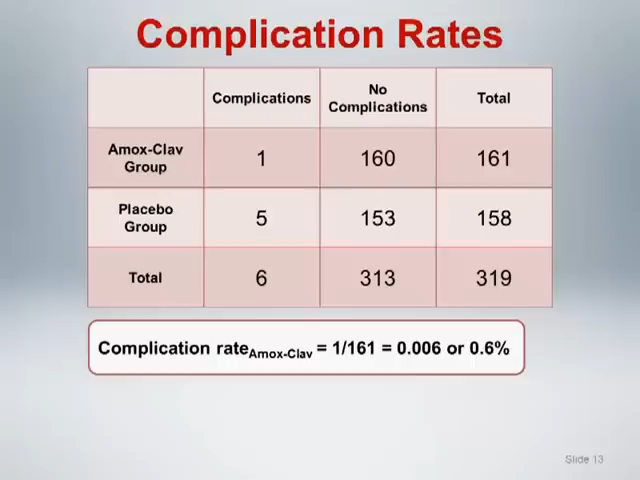 Complication Rates
Complications
No
Complications
Total
Amox-Clav
Group
1
160
161
Placebo
Group
5
153
158
Total
6
313
319
Complication rateAmox-Clav = 1/161 = 0.006 or 0.6%
Slide 13